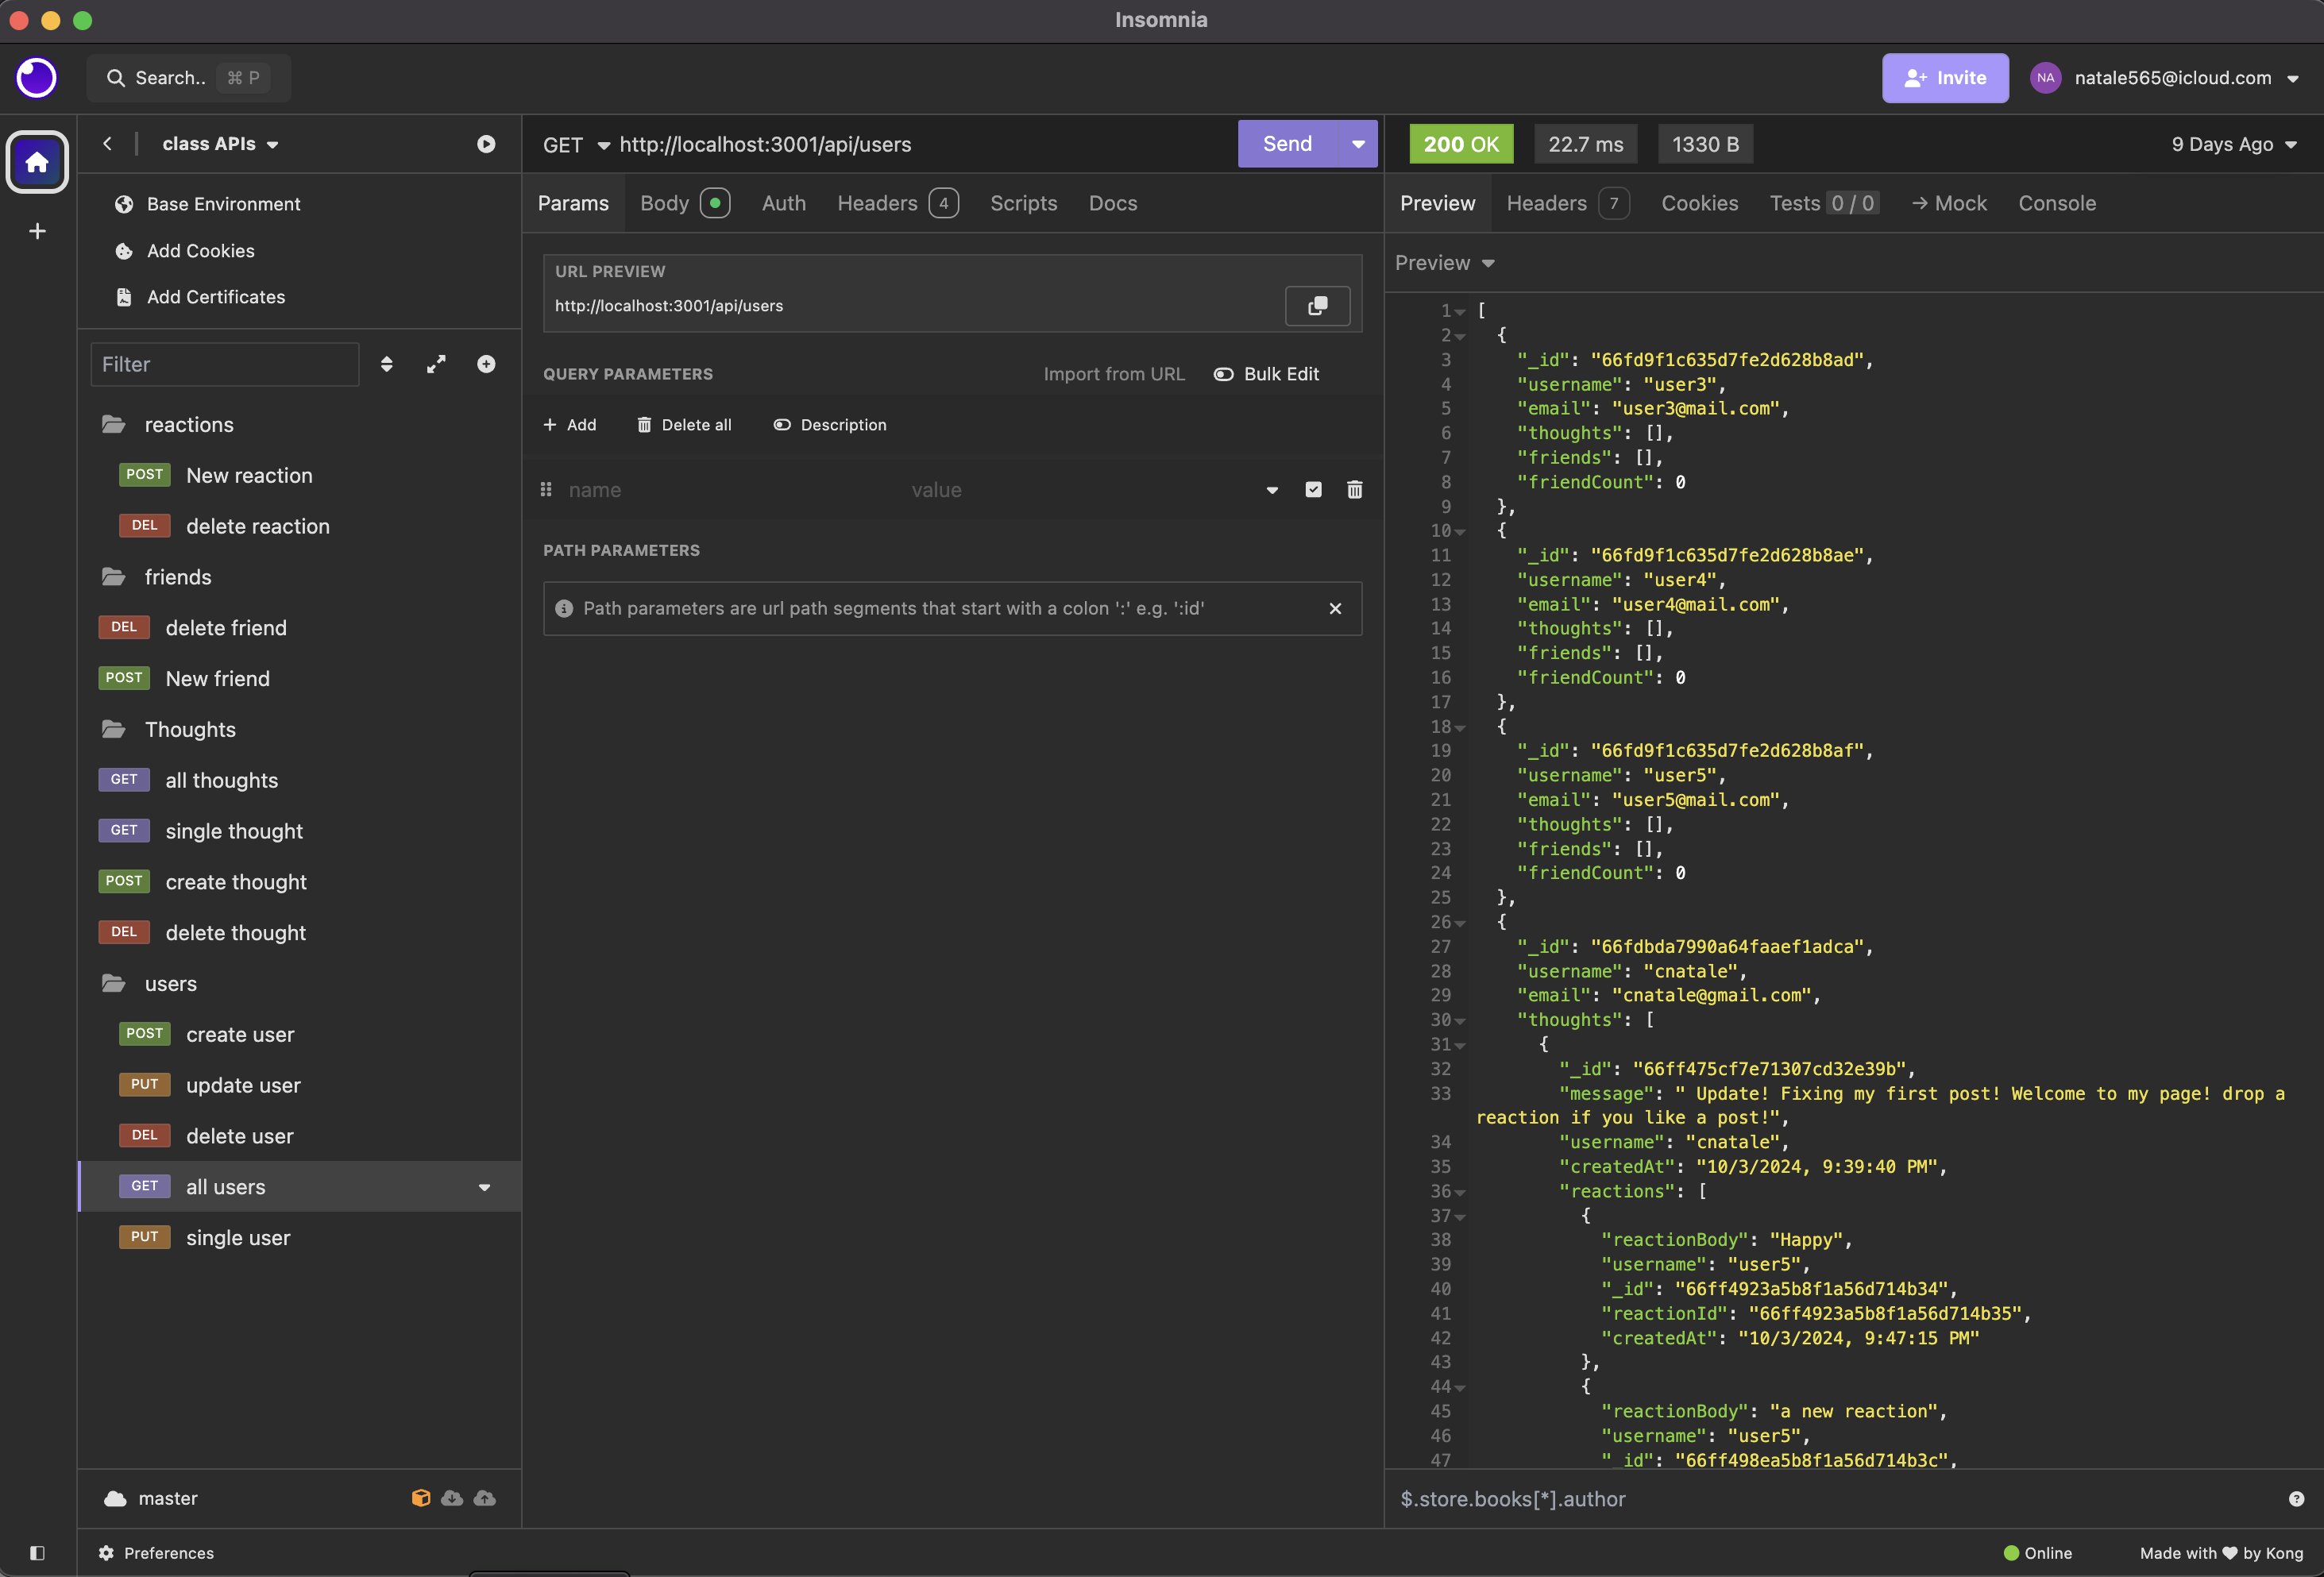 Insomnia
Search.. ⌘ P
Invite
NA natale565@icloud.com
class APIs
Base Environment
Add Cookies
Add Certificates
Filter
reactions
POST New reaction
DEL delete reaction
friends
DEL delete friend
POST New friend
Thoughts
GET all thoughts
GET single thought
POST create thought
DEL delete thought
users
POST create user
PUT update user
DEL delete user
GET all users
PUT single user
master
Preferences
GET http://localhost:3001/api/users Send
Params Body Auth Headers 4 Scripts Docs
URL PREVIEW
http://localhost:3001/api/users
QUERY PARAMETERS Import from URL Bulk Edit
+ Add Delete all Description
name value
PATH PARAMETERS
Path parameters are url path segments that start with a colon ':' e.g. ':id'
200 OK 22.7 ms 1330 B 9 Days Ago
Preview Headers 7 Cookies Tests 0 / 0 → Mock Console
Preview
1 [
2 {
3 "_id": "66fd9f1c635d7fe2d628b8ad",
4 "username": "user3",
5 "email": "user3@mail.com",
6 "thoughts": [],
7 "friends": [],
8 "friendCount": 0
9 },
10 {
11 "_id": "66fd9f1c635d7fe2d628b8ae",
12 "username": "user4",
13 "email": "user4@mail.com",
14 "thoughts": [],
15 "friends": [],
16 "friendCount": 0
17 },
18 {
19 "_id": "66fd9f1c635d7fe2d628b8af",
20 "username": "user5",
21 "email": "user5@mail.com",
22 "thoughts": [],
23 "friends": [],
24 "friendCount": 0
25 },
26 {
27 "_id": "66fdbda7990a64faaef1adca",
28 "username": "cnatale",
29 "email": "cnatale@gmail.com",
30 "thoughts": [
31 {
32 "_id": "66ff475cf7e71307cd32e39b",
33 "message": " Update! Fixing my first post! Welcome to my page! drop a
reaction if you like a post!",
34 "username": "cnatale",
35 "createdAt": "10/3/2024, 9:39:40 PM",
36 "reactions": [
37 {
38 "reactionBody": "Happy",
39 "username": "user5",
40 "_id": "66ff4923a5b8f1a56d714b34",
41 "reactionId": "66ff4923a5b8f1a56d714b35",
42 "createdAt": "10/3/2024, 9:47:15 PM"
43 },
44 {
45 "reactionBody": "a new reaction",
46 "username": "user5",
47 "_id": "66ff498ea5b8f1a56d714b3c",
$.store.books[*].author
Online Made with ♥ by Kong